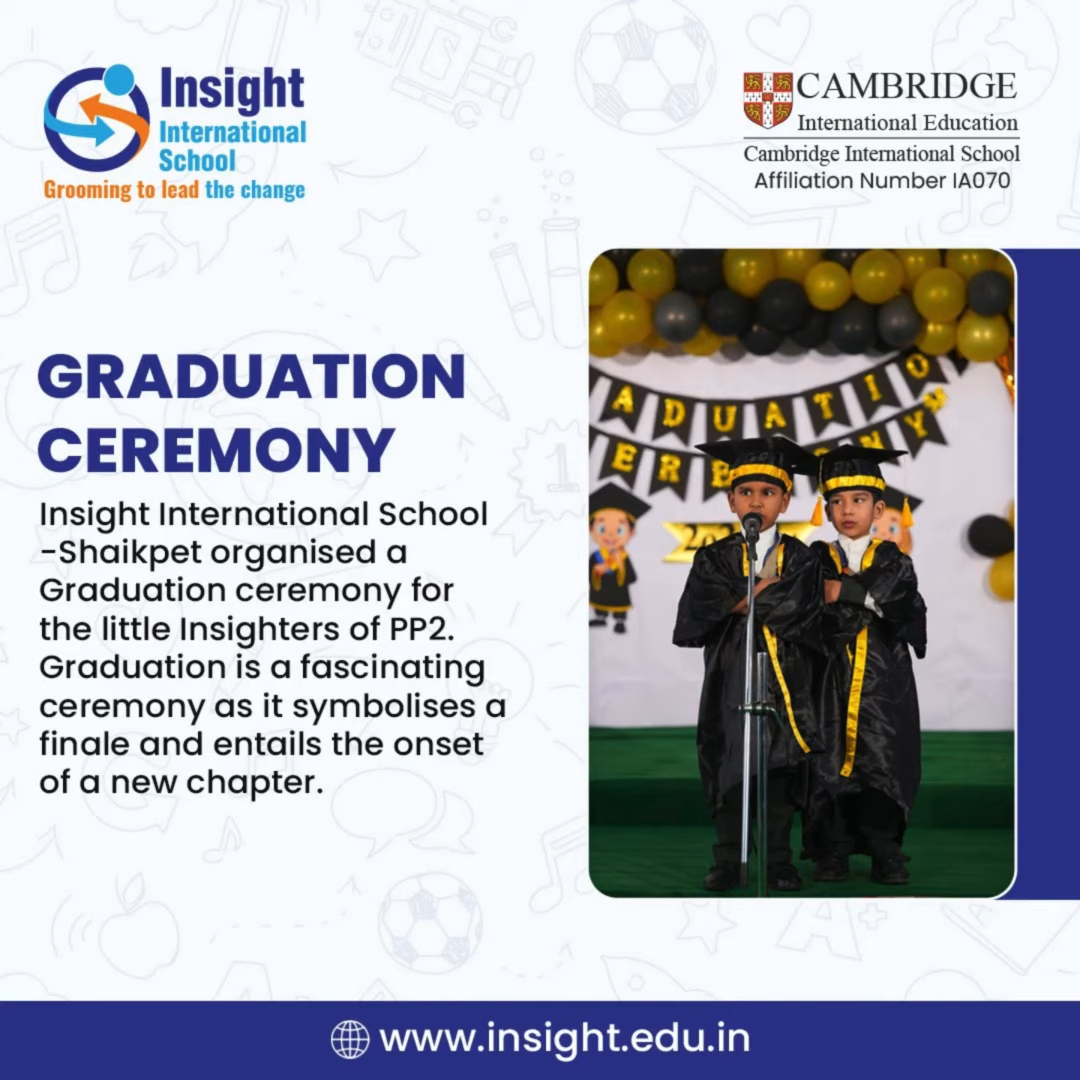 Insight
International
School
Grooming to lead the change
CAMBRIDGE
International Education
Cambridge International School
Affiliation Number IA070
GRADUATION
CEREMONY
Insight International School
-Shaikpet organised a
Graduation ceremony for
the little Insighters of PP2.
Graduation is a fascinating
ceremony as it symbolises a
finale and entails the onset
of a new chapter.
ADUATIO
www.insight.edu.in